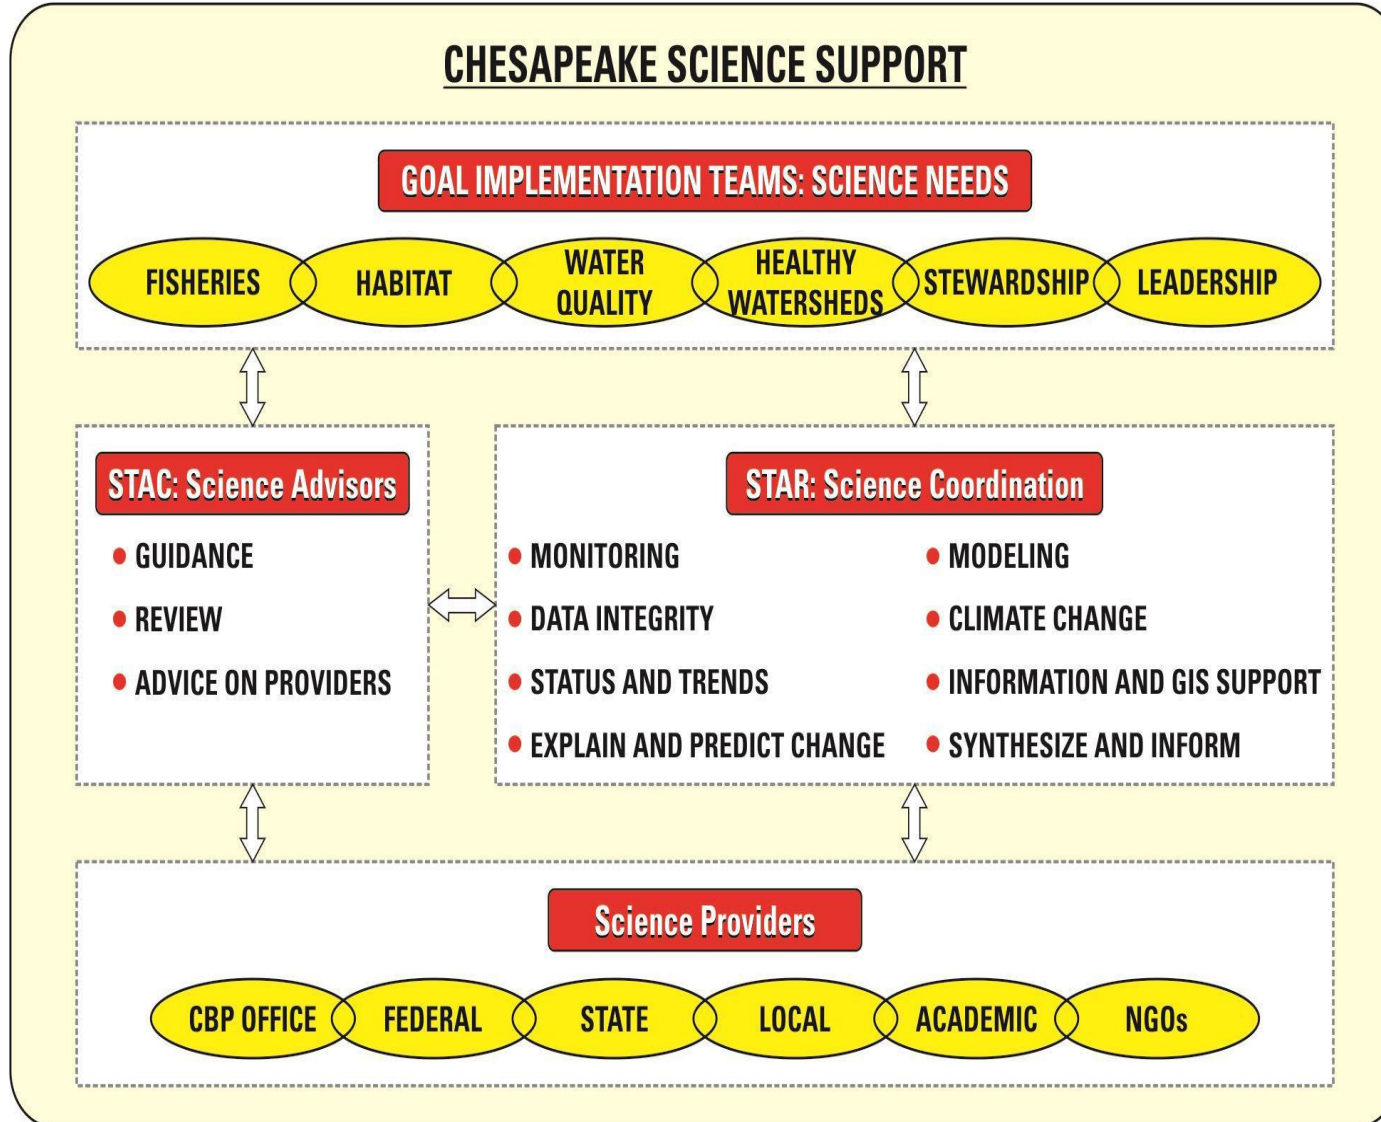 CHESAPEAKE SCIENCE SUPPORT
GOAL IMPLEMENTATION TEAMS: SCIENCE NEEDS
FISHERIES
HABITAT
WATER
QUALITY
HEALTHY
WATERSHEDS
STEWARDSHIP
LEADERSHIP
STAC: Science Advisors
GUIDANCE
REVIEW
ADVICE ON PROVIDERS
STAR: Science Coordination
MONITORING
DATA INTEGRITY
STATUS AND TRENDS
EXPLAIN AND PREDICT CHANGE
MODELING
CLIMATE CHANGE
INFORMATION AND GIS SUPPORT
SYNTHESIZE AND INFORM
Science Providers
CBP OFFICE
FEDERAL
STATE
LOCAL
ACADEMIC
NGOs